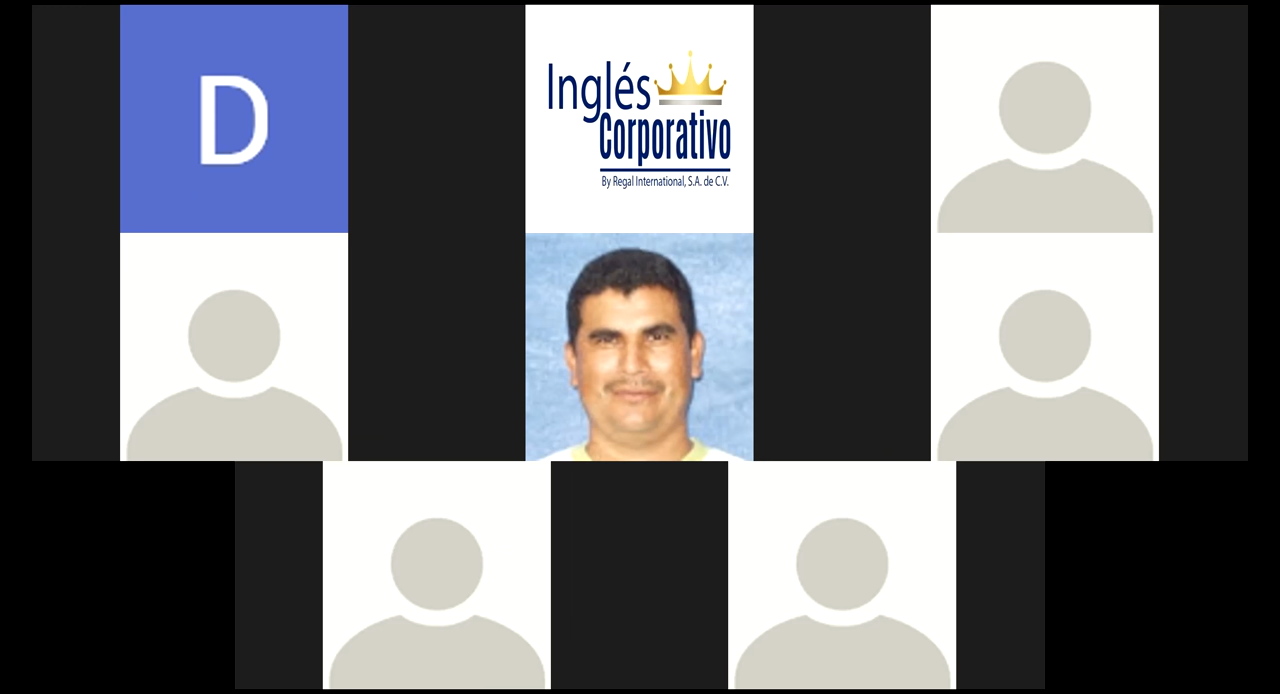 D
Inglés
Corporativo
By Regal International, S.A. de C.V.